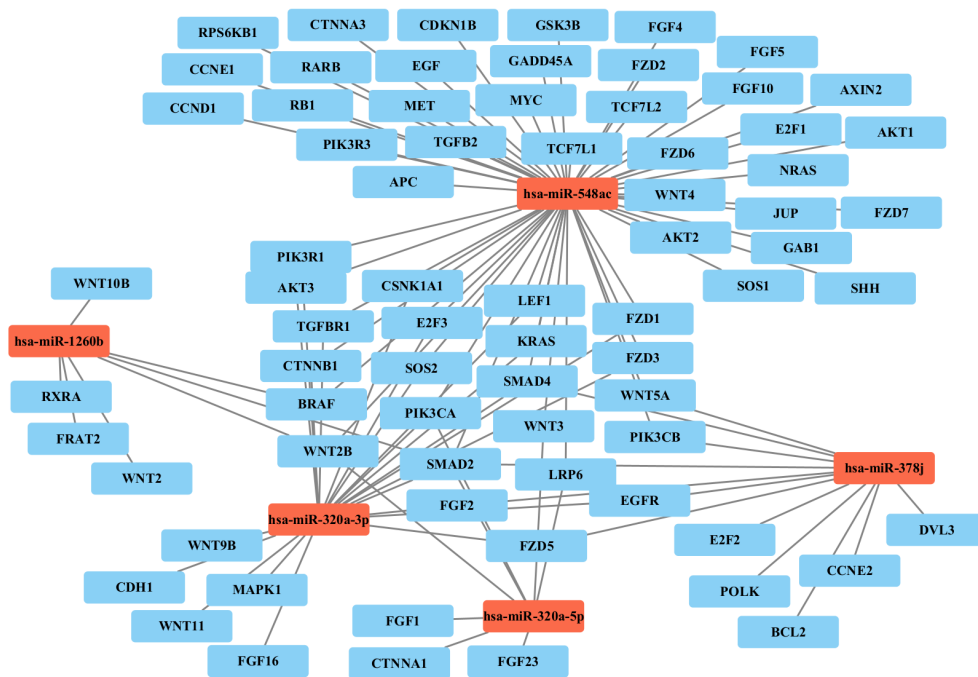 CTNNA3
CDKN1B
GSK3B
FGF4
RPS6KB1
FGF5
CCNE1
RARB
EGF
GADD45A
FZD2
FGF10
AXIN2
CCND1
RB1
MET
MYC
TCF7L2
E2F1
AKT1
PIK3R3
TGFB2
TCF7L1
FZD6
NRAS
APC
hsa-miR-548ac
WNT4
JUP
FZD7
AKT2
GAB1
PIK3R1
SOS1
SHH
WNT10B
AKT3
CSNK1A1
LEF1
TGFBR1
E2F3
FZD1
hsa-miR-1260b
KRAS
CTNNB1
SOS2
FZD3
RXRA
BRAF
SMAD4
WNT5A
FRAT2
PIK3CA
WNT3
PIK3CB
WNT2
WNT2B
SMAD2
LRP6
hsa-miR-378j
hsa-miR-320a-3p
FGF2
EGFR
DVL3
WNT9B
FZD5
E2F2
CDH1
MAPK1
CCNE2
POLK
WNT11
FGF1
hsa-miR-320a-5p
BCL2
FGF16
CTNNA1
FGF23